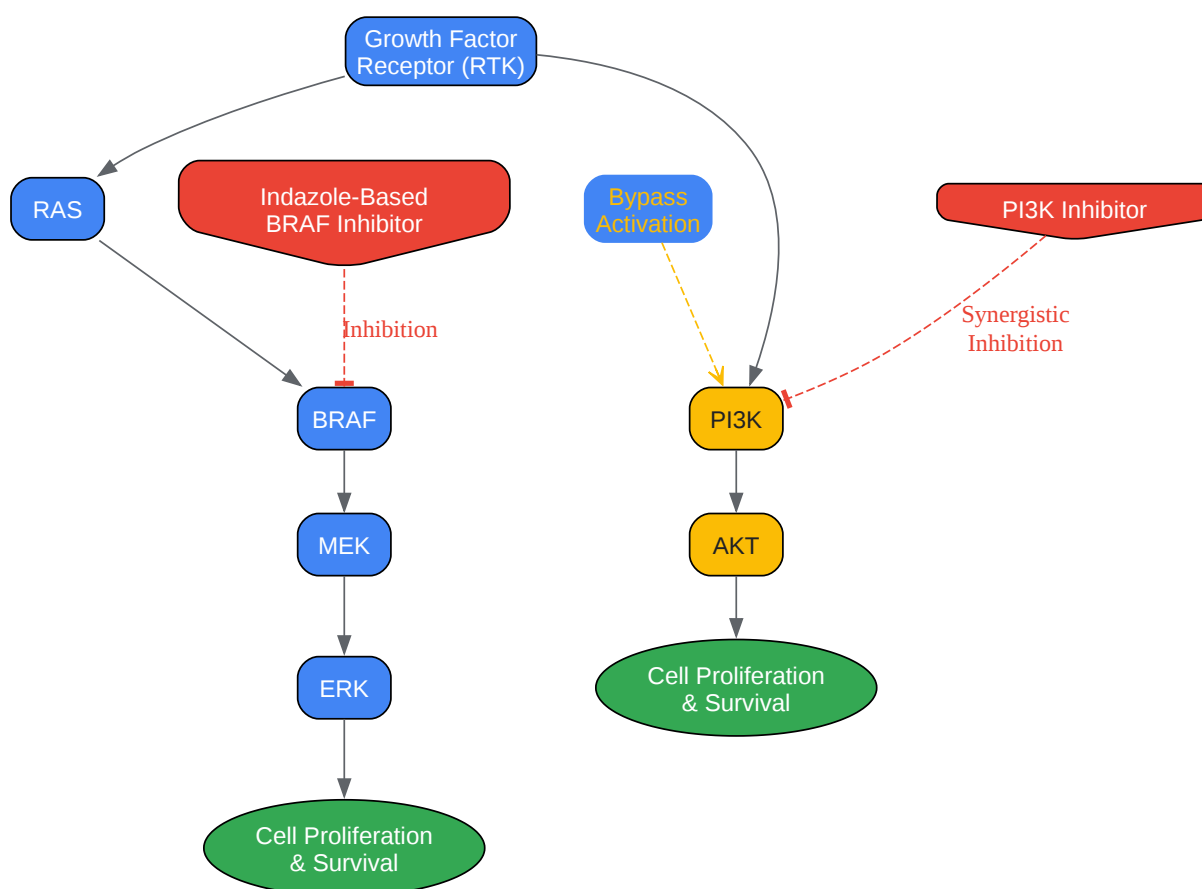 Growth Factor
Receptor (RTK)
RAS
Indazole-Based
BRAF Inhibitor
Bypass
Activation
PI3K Inhibitor
Inhibition
Synergistic
Inhibition
BRAF
PI3K
MEK
AKT
ERK
Cell Proliferation
& Survival
Cell Proliferation
& Survival